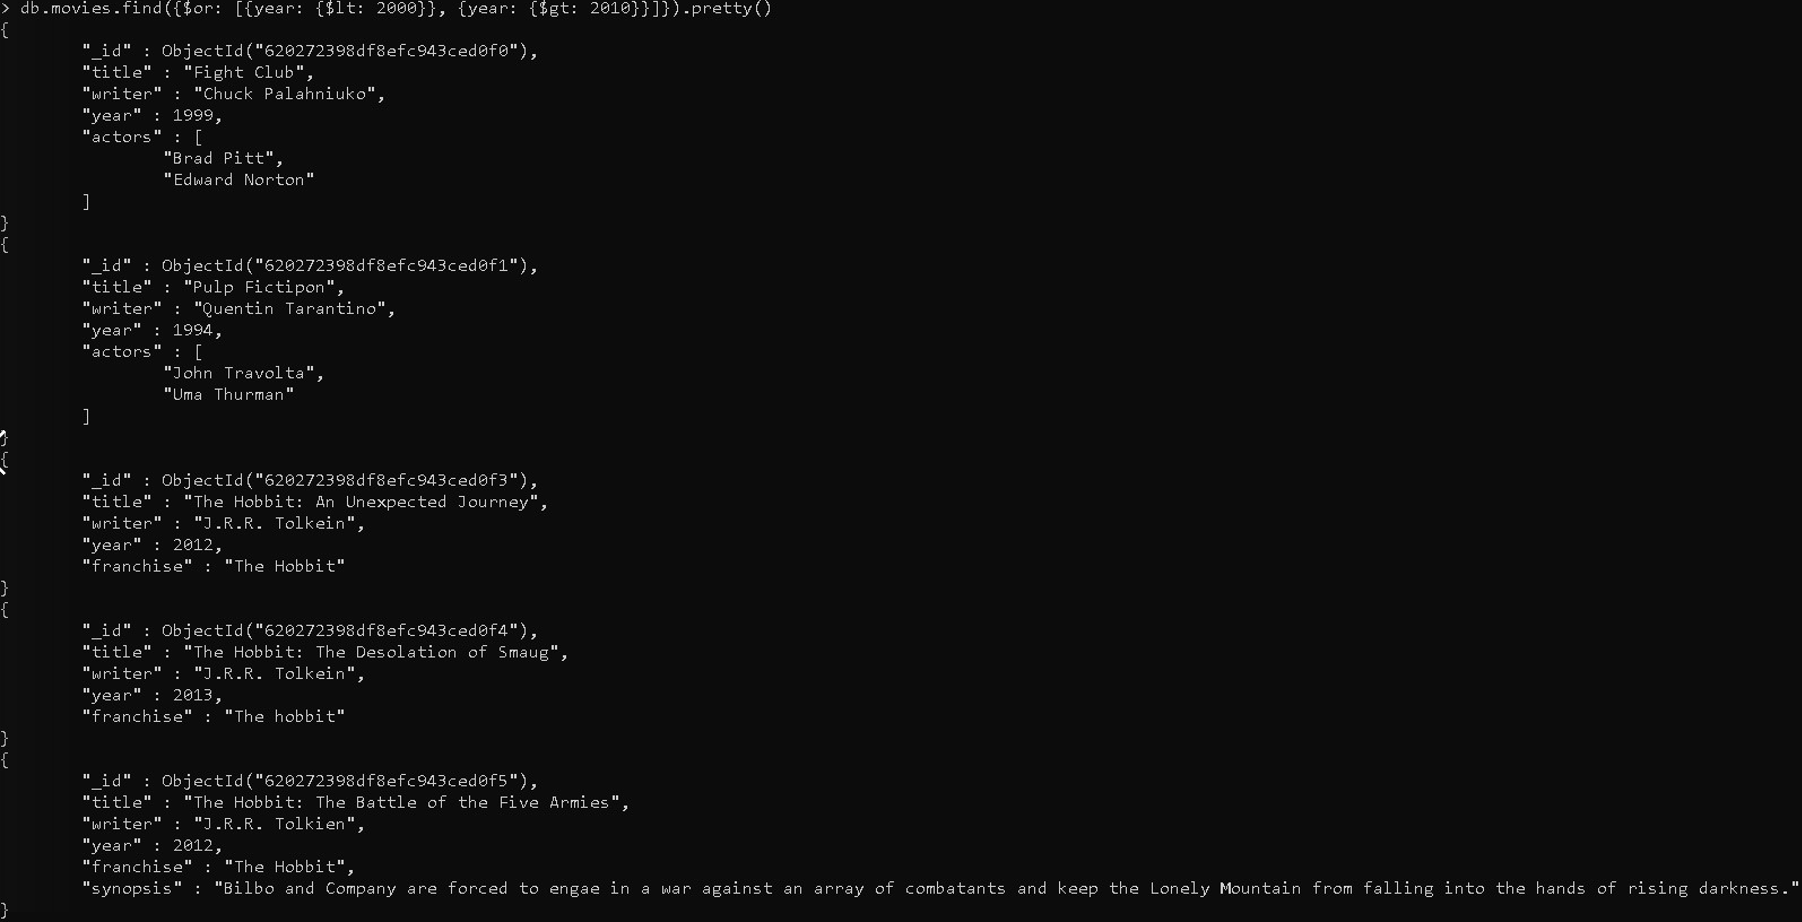 > db.movies.find({$or: [{year: {$lt: 2000}}, {year: {$gt: 2010}}]}).pretty()
{
"_id" : ObjectId("620272398df8efc943ced0f0"),
"title" : "Fight Club",
"writer" : "Chuck Palahniuko",
"year" : 1999,
"actors" : [
"Brad Pitt",
"Edward Norton"
]
}
{
"_id" : ObjectId("620272398df8efc943ced0f1"),
"title" : "Pulp Fictipon",
"writer" : "Quentin Tarantino",
"year" : 1994,
"actors" : [
"John Travolta",
"Uma Thurman"
]
}
{
"_id" : ObjectId("620272398df8efc943ced0f3"),
"title" : "The Hobbit: An Unexpected Journey",
"writer" : "J.R.R. Tolkein",
"year" : 2012,
"franchise" : "The Hobbit"
}
{
"_id" : ObjectId("620272398df8efc943ced0f4"),
"title" : "The Hobbit: The Desolation of Smaug",
"writer" : "J.R.R. Tolkein",
"year" : 2013,
"franchise" : "The hobbit"
}
{
"_id" : ObjectId("620272398df8efc943ced0f5"),
"title" : "The Hobbit: The Battle of the Five Armies",
"writer" : "J.R.R. Tolkien",
"year" : 2012,
"franchise" : "The Hobbit",
"synopsis" : "Bilbo and Company are forced to engae in a war against an array of combatants and keep the Lonely Mountain from falling into the hands of rising darkness."
}